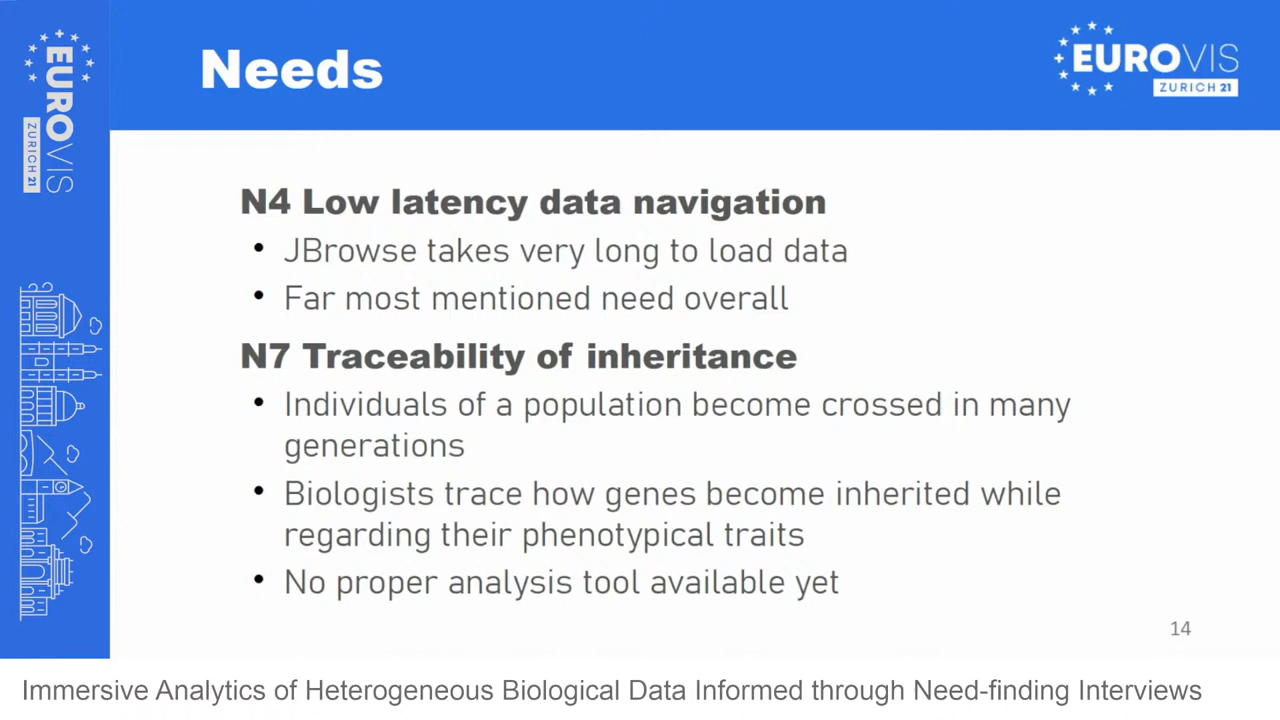 Needs
EUROVIS
ZURICH 21
EUROVIS
ZURICH 21
N4 Low latency data navigation
• JBrowse takes very long to load data
• Far most mentioned need overall
N7 Traceability of inheritance
• Individuals of a population become crossed in many
generations
• Biologists trace how genes become inherited while
regarding their phenotypical traits
• No proper analysis tool available yet
14
Immersive Analytics of Heterogeneous Biological Data Informed through Need-finding Interviews